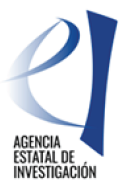 AGENCIA
ESTATAL DE
INVESTIGACIÓN